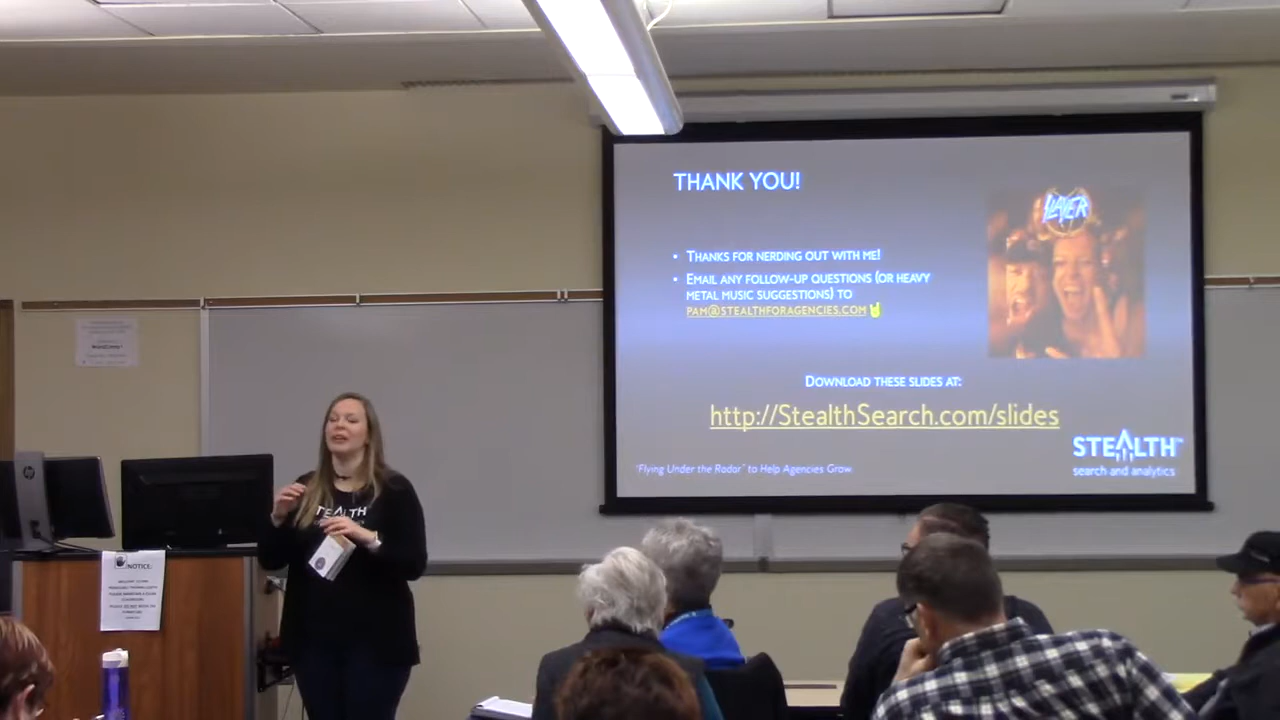 THANK YOU!
SLAYER
• THANKS FOR NERDING OUT WITH ME!
• EMAIL ANY FOLLOW-UP QUESTIONS (OR HEAVY
METAL MUSIC SUGGESTIONS) TO
PAM@STEALTHFORAGENCIES.COM
DOWNLOAD THESE SLIDES AT:
http://StealthSearch.com/slides
STEALTH™
search and analytics
"Flying Under the Radar" to Help Agencies Grow
STEALTH
hp
NOTICE: